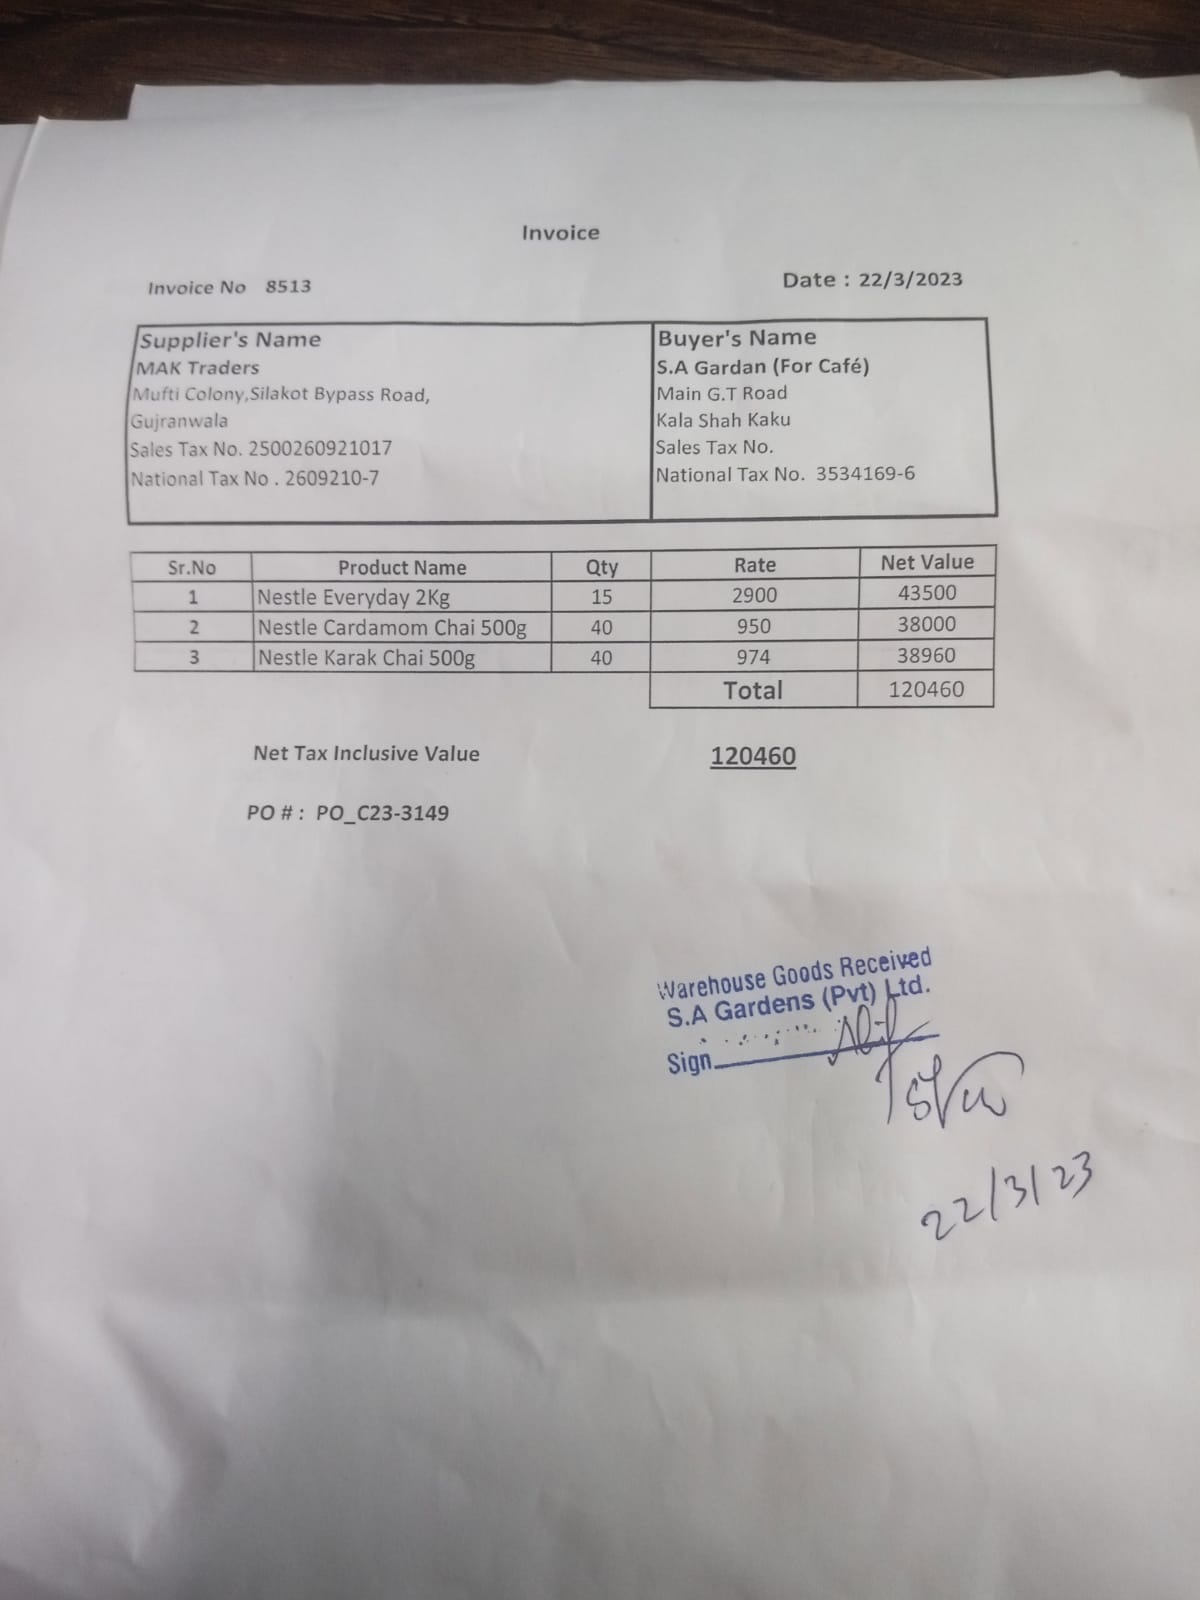 Invoice
Invoice No 8513
Date : 22/3/2023
Supplier's Name
MAK Traders
Mufti Colony,Silakot Bypass Road,
Gujranwala
Sales Tax No. 2500260921017
National Tax No . 2609210-7
Buyer's Name
S.A Gardan (For Café)
Main G.T Road
Kala Shah Kaku
Sales Tax No.
National Tax No. 3534169-6
Sr.No Product Name Qty Rate Net Value
1 Nestle Everyday 2Kg 15 2900 43500
2 Nestle Cardamom Chai 500g 40 950 38000
3 Nestle Karak Chai 500g 40 974 38960
Total 120460
Net Tax Inclusive Value 120460
PO # : PO_C23-3149
Warehouse Goods Received
S.A Gardens (Pvt) Ltd.
Sign
22/3/23